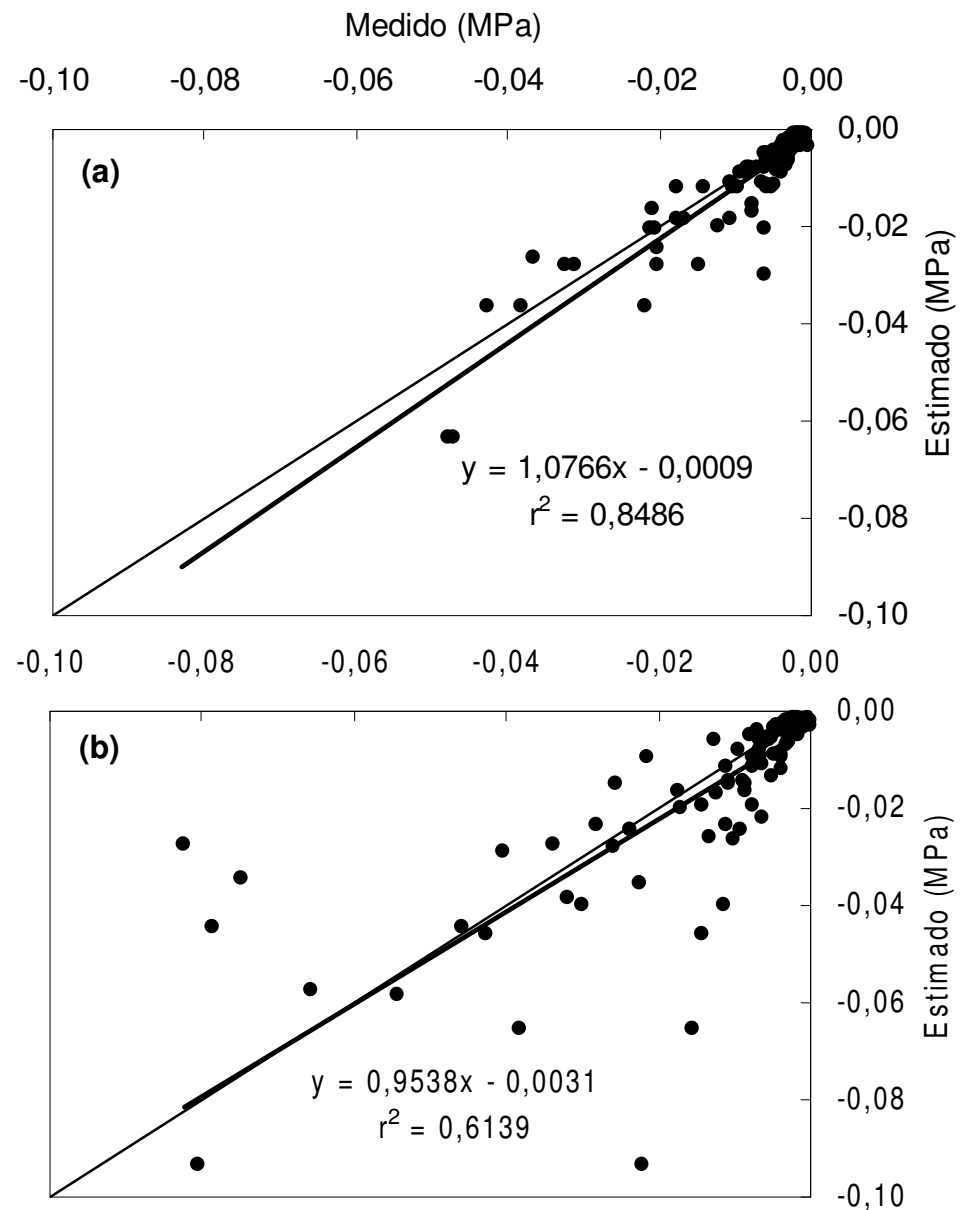 Medido (MPa)
-0,10 -0,08 -0,06 -0,04 -0,02 0,00
0,00
(a)
-0,02
-0,04
Estimado (MPa)
-0,06
y = 1,0766x - 0,0009
r² = 0,8486
-0,08
-0,10
-0,10 -0,08 -0,06 -0,04 -0,02 0,00
0,00
(b)
-0,02
-0,04
Estimado (MPa)
-0,06
y = 0,9538x - 0,0031
-0,08
r² = 0,6139
-0,10